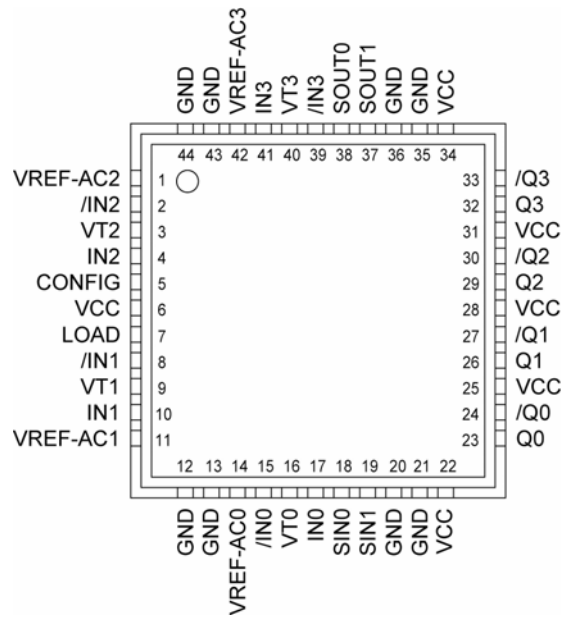 GND
GND
VREF-AC3
IN3
VT3
/IN3
SOUT0
SOUT1
GND
GND
VCC
44 43 42 41 40 39 38 37 36 35 34
VREF-AC2 1
/IN2 2
VT2 3
IN2 4
CONFIG 5
VCC 6
LOAD 7
/IN1 8
VT1 9
IN1 10
VREF-AC1 11
33 /Q3
32 Q3
31 VCC
30 /Q2
29 Q2
28 VCC
27 /Q1
26 Q1
25 VCC
24 /Q0
23 Q0
12 13 14 15 16 17 18 19 20 21 22
GND
GND
VREF-AC0
/IN0
VT0
IN0
SIN0
SIN1
GND
GND
VCC